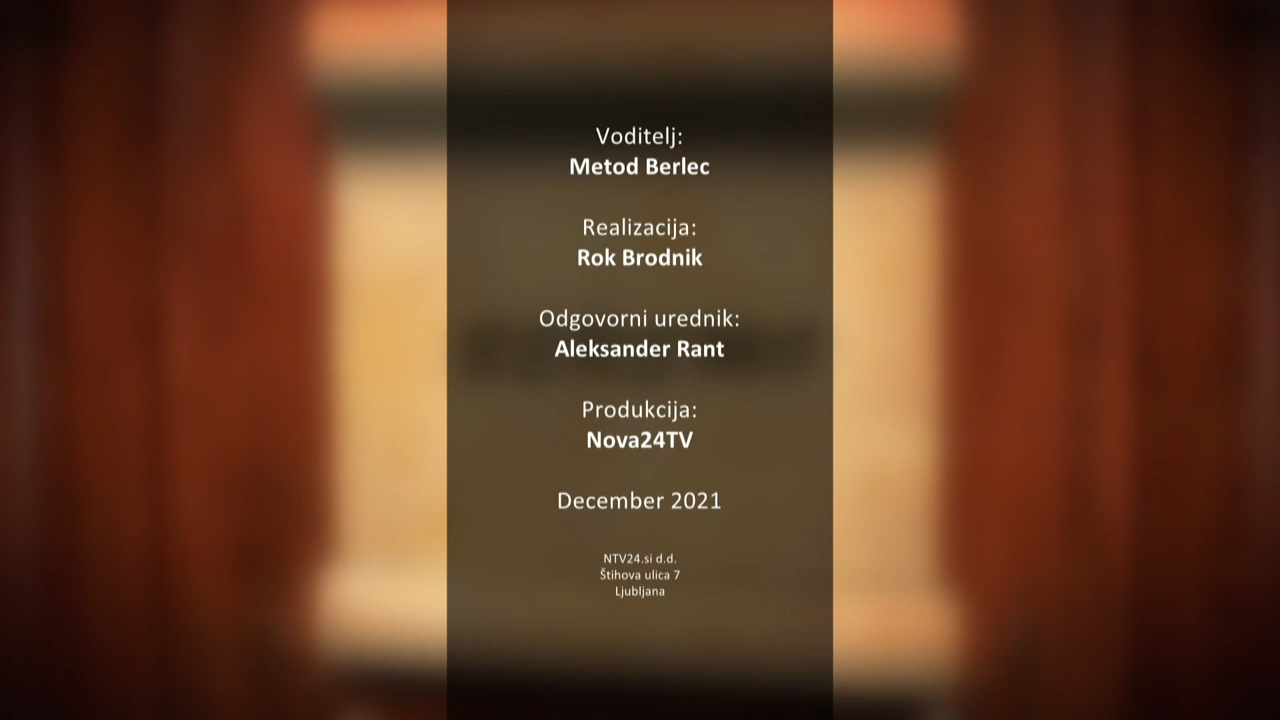 Voditelj:
Metod Berlec
Realizacija:
Rok Brodnik
Odgovorni urednik:
Aleksander Rant
Produkcija:
Nova24TV
December 2021
NTV24.si d.d.
Štihova ulica 7
Ljubljana